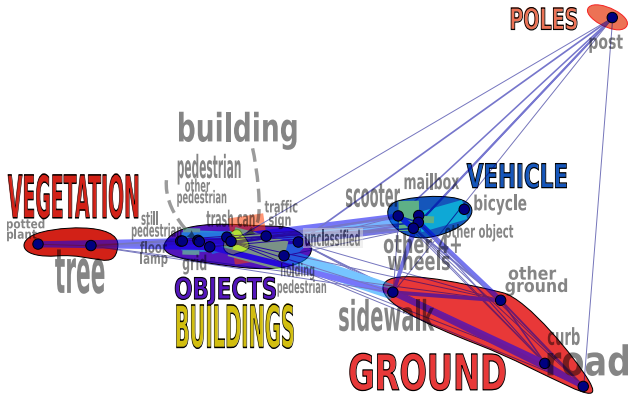 POLES
post
building
pedestrian
other
pedestrian
VEGETATION
potted
plant
tree
still
pedestrian
trash can
traffic
sign
floor
lamp
grid
unclassified
holding
pedestrian
OBJECTS
BUILDINGS
VEHICLE
mailbox
scooter
bicycle
other object
other 4+
wheels
other
ground
sidewalk
curb
road
GROUND